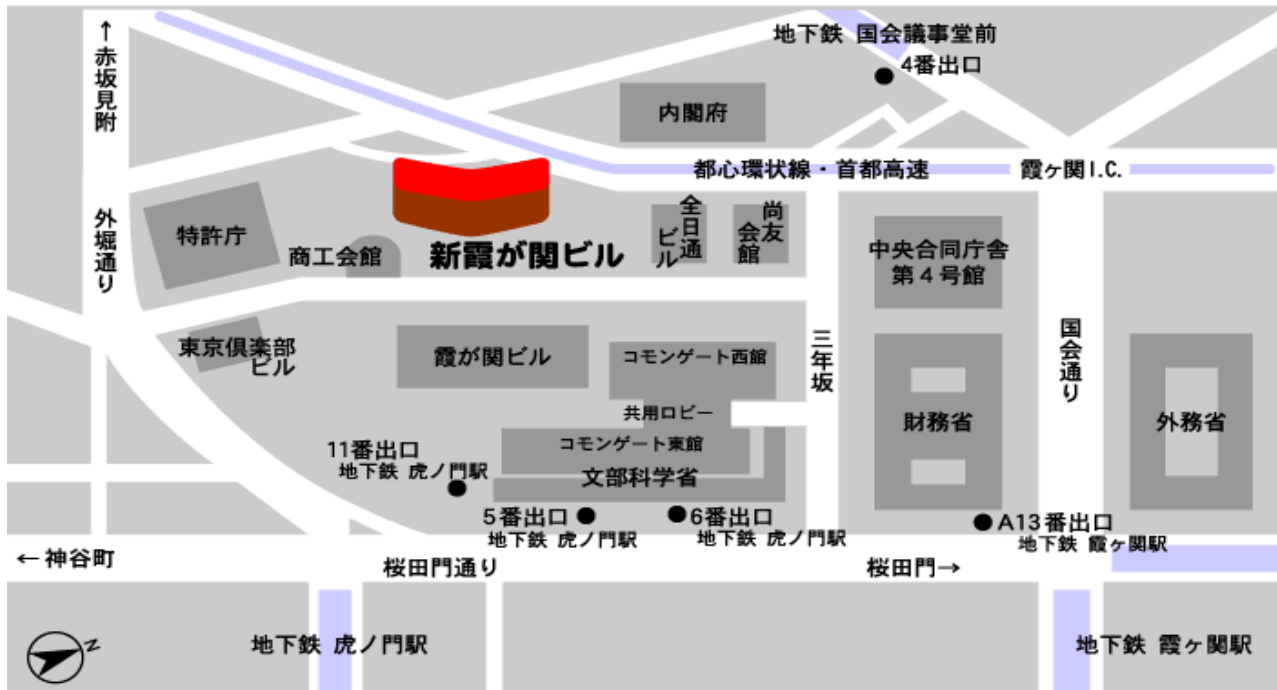 ↑赤坂見附
地下鉄 国会議事堂前
4番出口
内閣府
都心環状線・首都高速
霞ヶ関I.C.
外堀通り
特許庁
商工会館
新霞が関ビル
全日通
ビル
尚友
会館
中央合同庁舎
第4号館
東京倶楽部
ビル
霞が関ビル
コモンゲート西館
三年坂
国会通り
共用ロビー
財務省
外務省
コモンゲート東館
11番出口
地下鉄 虎ノ門駅
文部科学省
5番出口
地下鉄 虎ノ門駅
6番出口
地下鉄 虎ノ門駅
A13番出口
地下鉄 霞ヶ関駅
←神谷町
桜田門通り
桜田門→
N
地下鉄 虎ノ門駅
地下鉄 霞ヶ関駅